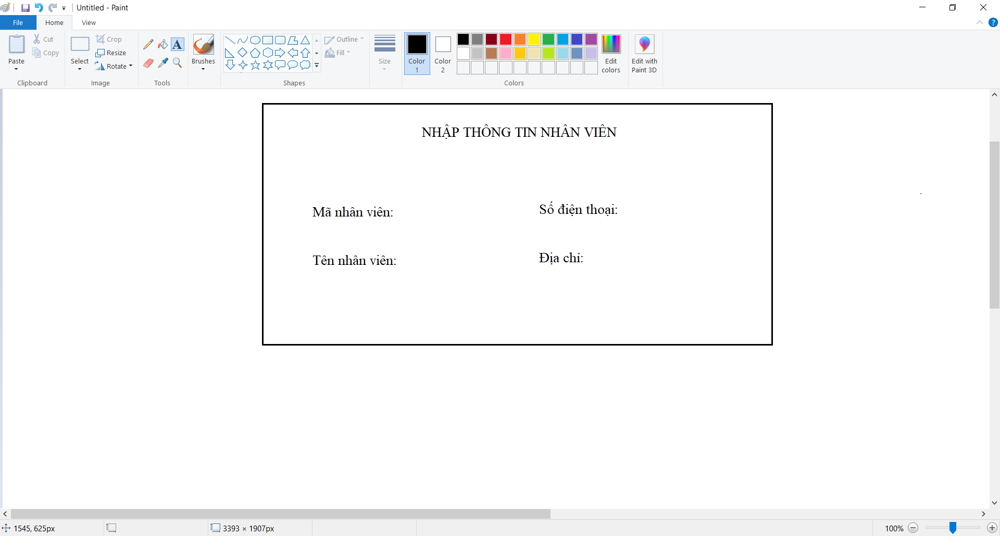 Untitled - Paint
File Home View
Paste Cut Copy Clipboard
Select Crop Resize Rotate Image
Tools
Brushes
Outline Fill Shapes
Size
Color 1 Color 2 Edit colors Colors
Edit with Paint 3D
NHẬP THÔNG TIN NHÂN VIÊN
Mã nhân viên: Số điện thoại:
Tên nhân viên: Địa chỉ:
1545, 625px 3393 × 1907px 100%